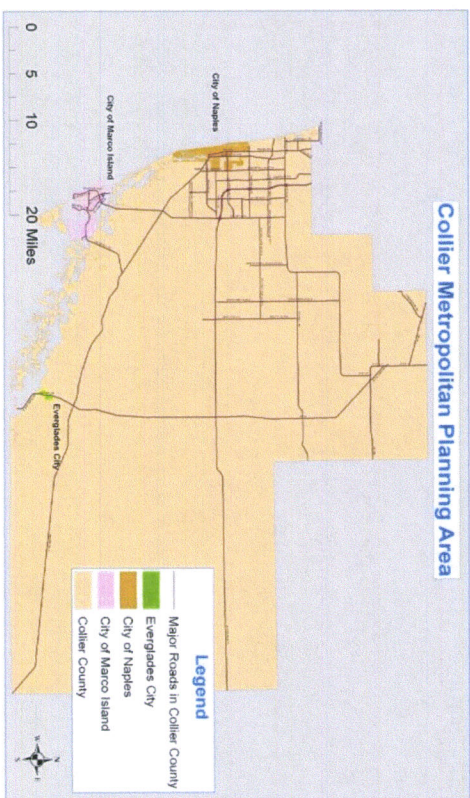 Collier Metropolitan Planning Area
City of Naples
City of Marco Island
Everglades City
Legend
Major Roads in Collier County
Everglades City
City of Naples
City of Marco Island
Collier County
0 5 10 20 Miles
N
W E
S